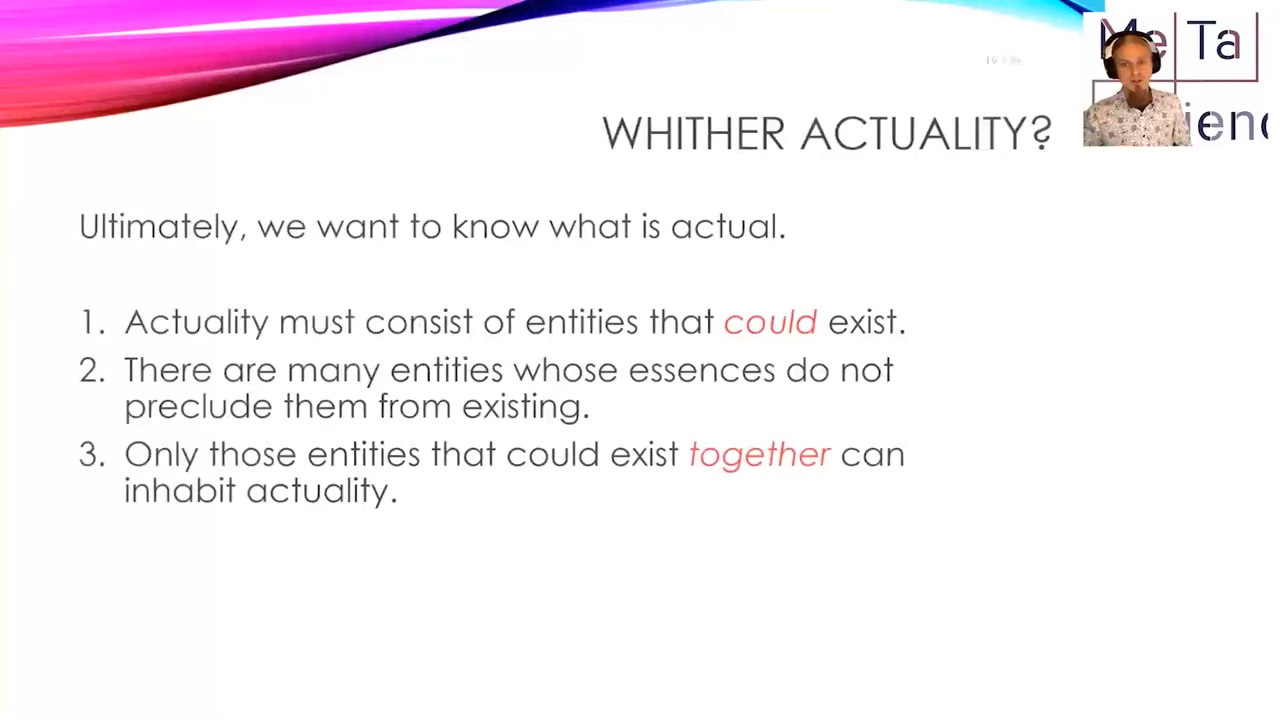 Me Ta
ience
WHITHER ACTUALITY?
Ultimately, we want to know what is actual.
1. Actuality must consist of entities that could exist.
2. There are many entities whose essences do not
preclude them from existing.
3. Only those entities that could exist together can
inhabit actuality.